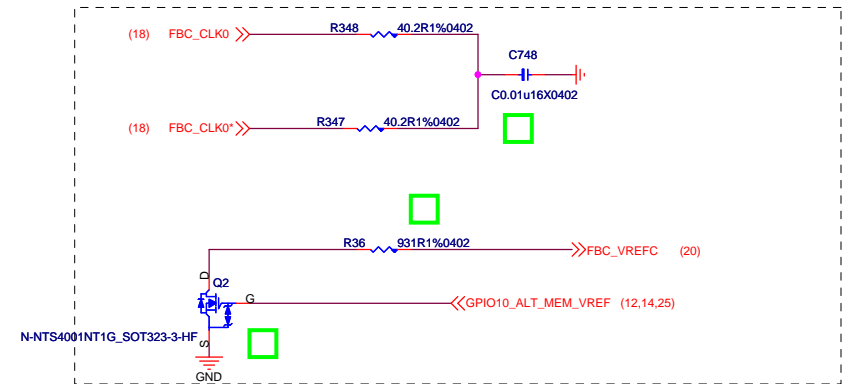 (18) FBC_CLK0 R348 40.2R1%0402
C748
C0.01u16X0402
(18) FBC_CLK0* R347 40.2R1%0402
R36 931R1%0402 FBC_VREFC (20)
D Q2
G GPIO10_ALT_MEM_VREF (12,14,25)
N-NTS4001NT1G_SOT323-3-HF S
GND